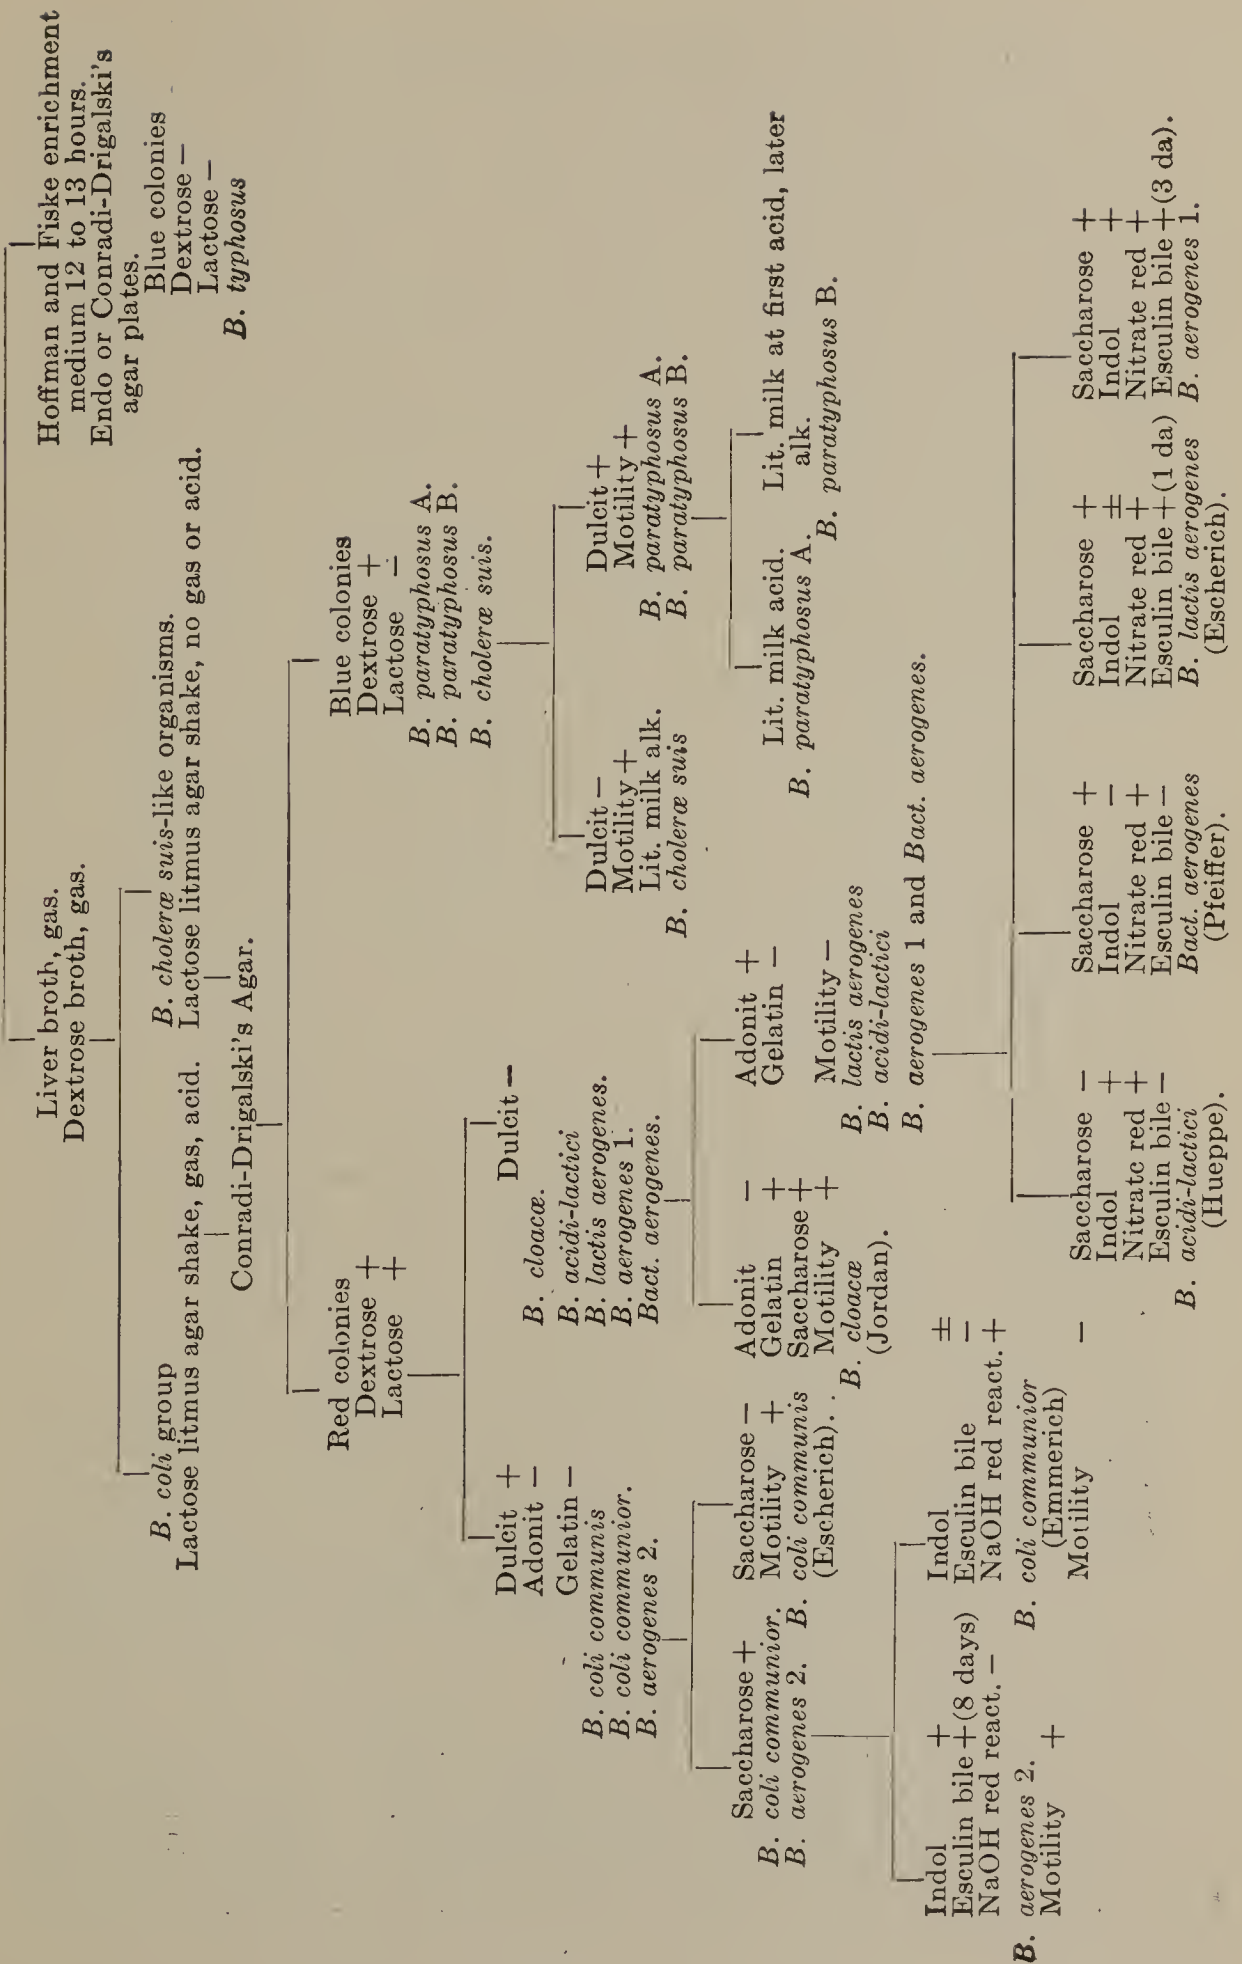 Liver broth, gas.
Dextrose broth, gas.
Hoffman and Fiske enrichment
medium 12 to 13 hours.
Endo or Conradi-Drigalski's
agar plates.
Blue colonies
Dextrose —
Lactose —
B. typhosus
B. coli group
Lactose litmus agar shake, gas, acid.
B. choleræ suis-like organisms.
Lactose litmus agar shake, no gas or acid.
Conradi-Drigalski's Agar.
Red colonies
Dextrose +
Lactose +
Blue colonies
Dextrose +
Lactose —
B. paratyphosus A.
B. paratyphosus B.
B. choleræ suis.
Dulcit +
Adonit —
Gelatin —
B. coli communis
B. coli communior.
B. aerogenes 2.
Dulcit —
B. cloacæ.
B. acidi-lactici
B. lactis aerogenes.
B. aerogenes 1.
Bact. aerogenes.
Dulcit —
Motility +
Lit. milk alk.
B. choleræ suis
Dulcit +
Motility +
B. paratyphosus A.
B. paratyphosus B.
Saccharose +
B. coli communior.
B. aerogenes 2.
Saccharose —
Motility +
B. coli communis
(Escherich).
Adonit —
Gelatin +
Saccharose +
Motility +
B. cloacæ
(Jordan).
Adonit +
Gelatin —
Motility —
B. lactis aerogenes
B. acidi-lactici
B. aerogenes 1 and Bact. aerogenes.
Lit. milk acid.
B. paratyphosus A.
Lit. milk at first acid, later
alk.
B. paratyphosus B.
Indol +
Esculin bile + (8 days)
NaOH red react. —
B. aerogenes 2.
Motility +
Indol ±
Esculin bile —
NaOH red react. +
B. coli communior
(Emmerich)
Motility —
Saccharose —
Indol +
Nitrate red +
Esculin bile —
B. acidi-lactici
(Hueppe).
Saccharose +
Indol —
Nitrate red +
Esculin bile —
Bact. aerogenes
(Pfeiffer).
Saccharose +
Indol ±
Nitrate red +
Esculin bile + (1 da)
B. lactis aerogenes
(Escherich).
Saccharose +
Indol +
Nitrate red +
Esculin bile + (3 da).
B. aerogenes 1.